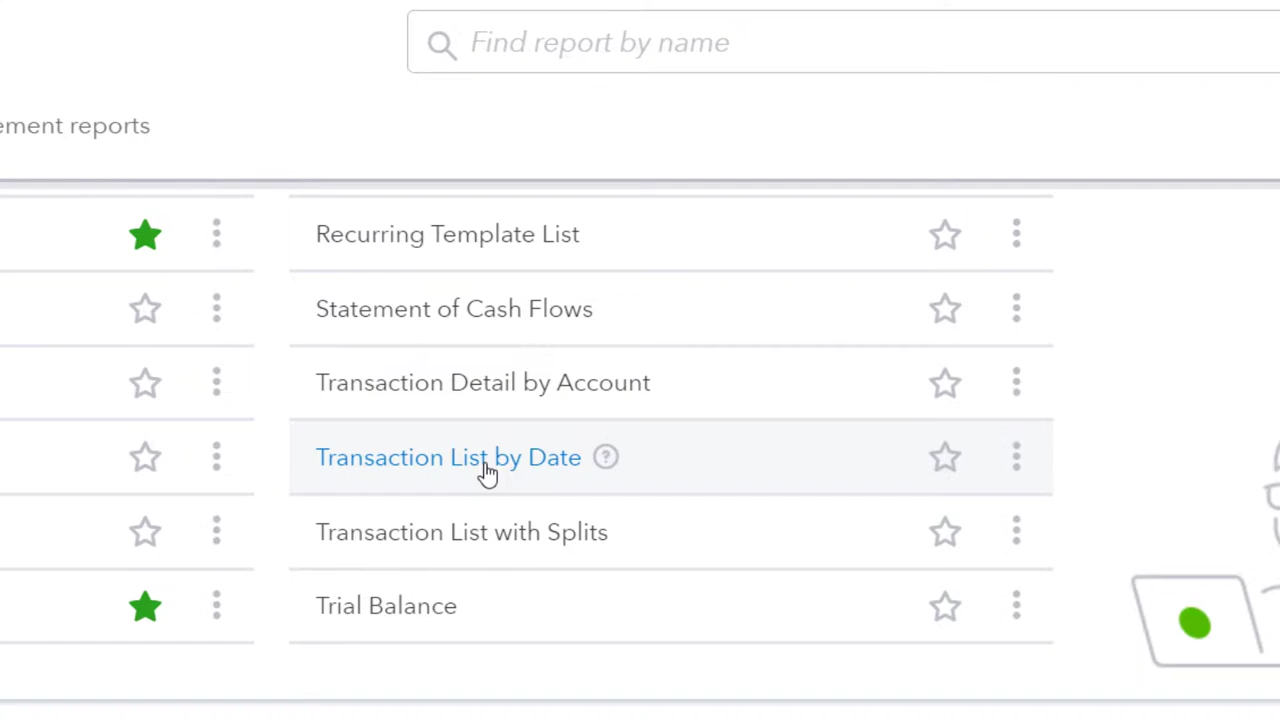 Find report by name
ement reports
Recurring Template List
Statement of Cash Flows
Transaction Detail by Account
Transaction List by Date ?
Transaction List with Splits
Trial Balance